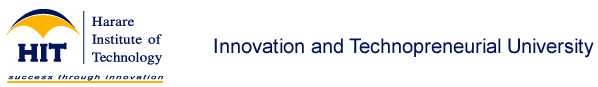 HIT
Harare
Institute of
Technology
success through innovation
Innovation and Technopreneurial University